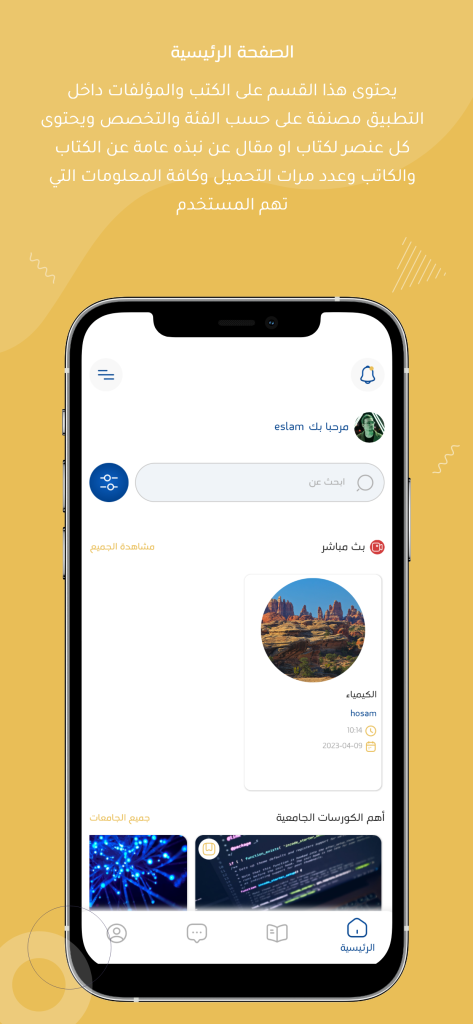 الصفحة الرئيسية
يحتوى هذا القسم على الكتب والمؤلفات داخل
التطبيق مصنفة على حسب الفئة والتخصص ويحتوى
كل عنصر لكتاب او مقال عن نبذه عامة عن الكتاب
والكاتب وعدد مرات التحميل وكافة المعلومات التي
تهم المستخدم
مرحبا بك eslam
ابحث عن
بث مباشر
مشاهدة الجميع
الكيمياء
hosam
10:14
2023-04-09
أهم الكورسات الجامعية
جميع الجامعات
الرئيسية